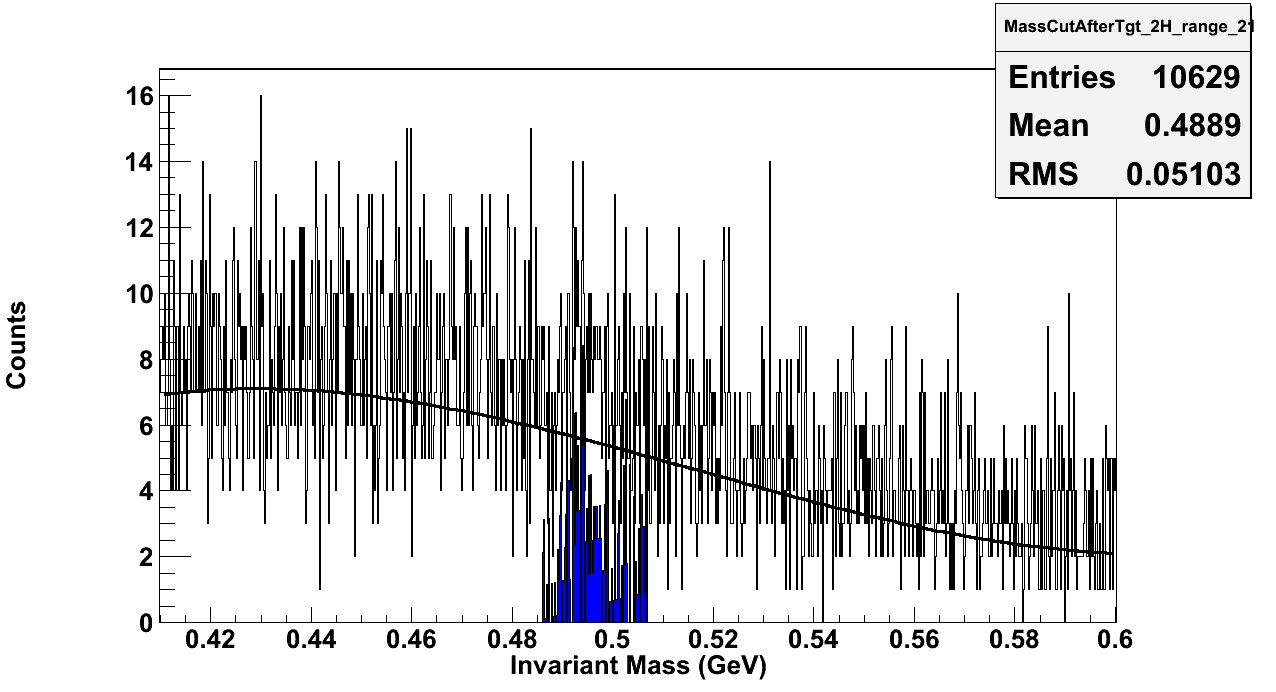 MassCutAfterTgt_2H_range_21
Entries 10629
Mean 0.4889
RMS 0.05103
Counts
16
14
12
10
8
6
4
2
0
0.42 0.44 0.46 0.48 0.5 0.52 0.54 0.56 0.58 0.6
Invariant Mass (GeV)